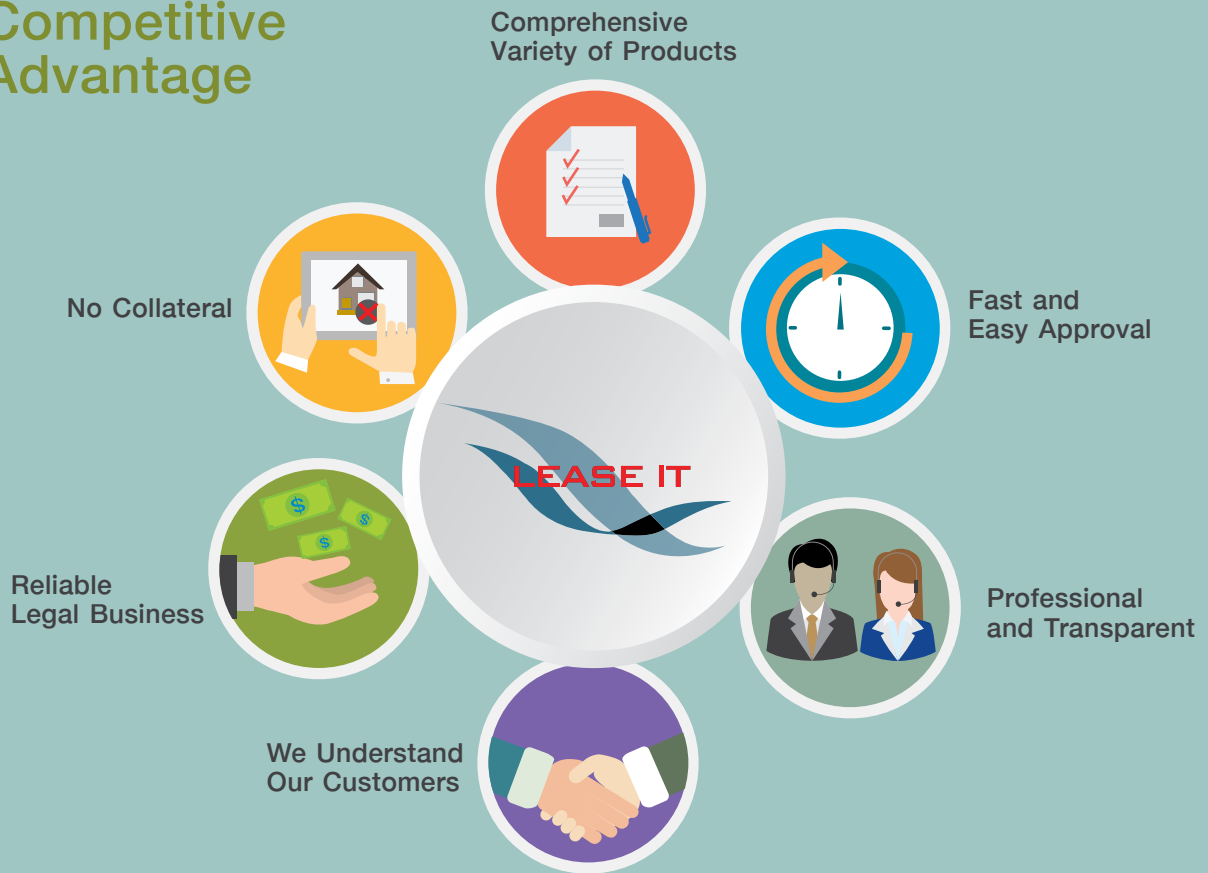 Competitive
Advantage
Comprehensive
Variety of Products
No Collateral
Fast and
Easy Approval
LEASE IT
$
$
$
Reliable
Legal Business
Professional
and Transparent
We Understand
Our Customers